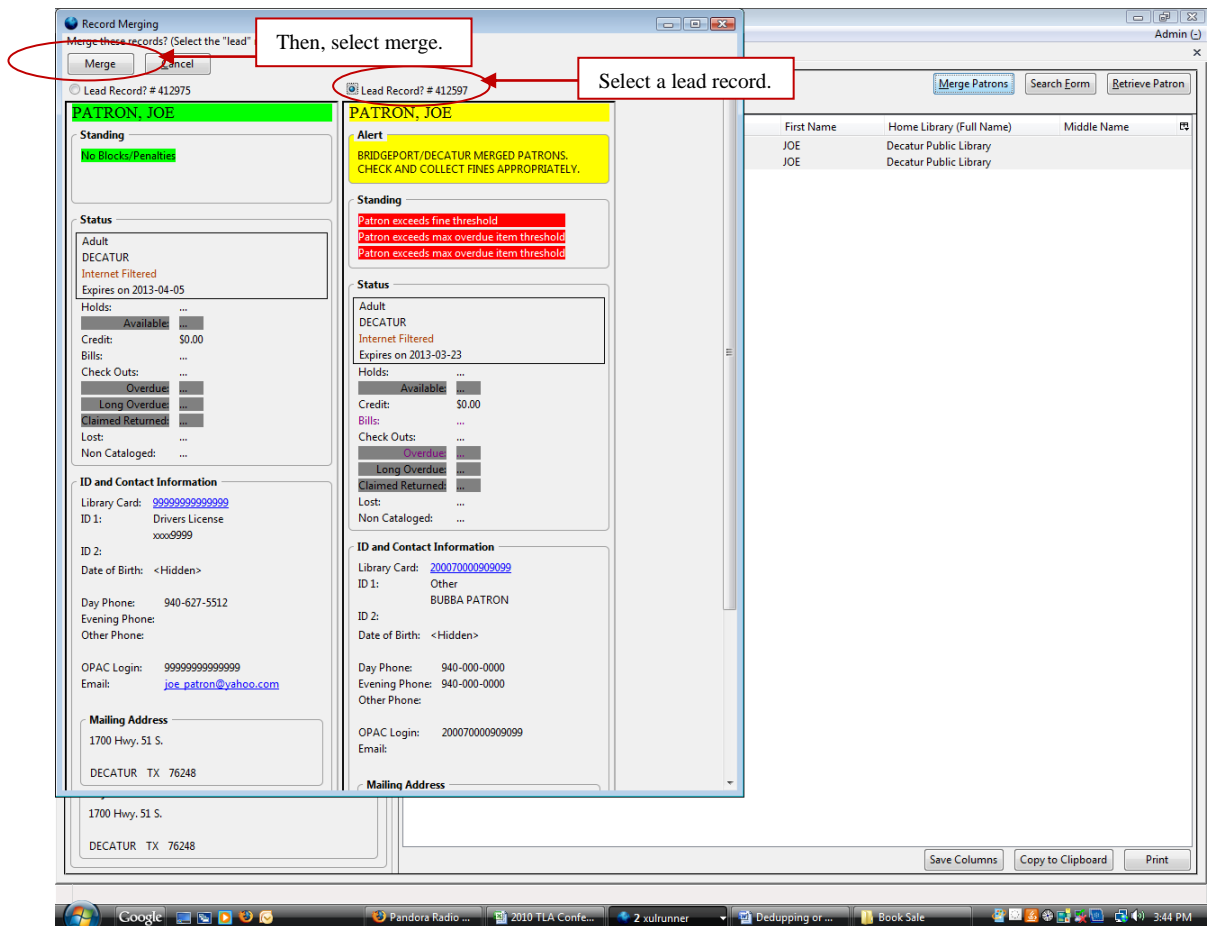 Record Merging
Merge these records? (Select the "lead"
Then, select merge.
Merge
Cancel
Select a lead record.
Admin (-)
Merge Patrons
Search Form
Retrieve Patron
Lead Record? # 412975
PATRON, JOE
Standing
No Blocks/Penalties
Status
Adult
DECATUR
Internet Filtered
Expires on 2013-04-05
Holds: ...
Available: ...
Credit: $0.00
Bills: ...
Check Outs: ...
Overdue: ...
Long Overdue: ...
Claimed Returned: ...
Lost: ...
Non Cataloged: ...
ID and Contact Information
Library Card: 99999999999999
ID 1: Drivers License
xxxx9999
ID 2:
Date of Birth: <Hidden>
Day Phone: 940-627-5512
Evening Phone:
Other Phone:
OPAC Login: 99999999999999
Email: joe_patron@yahoo.com
Mailing Address
1700 Hwy. 51 S.
DECATUR TX 76248
1700 Hwy. 51 S.
DECATUR TX 76248
Lead Record? # 412597
PATRON, JOE
Alert
BRIDGEPORT/DECATUR MERGED PATRONS.
CHECK AND COLLECT FINES APPROPRIATELY.
Standing
Patron exceeds fine threshold
Patron exceeds max overdue item threshold
Patron exceeds max overdue item threshold
Status
Adult
DECATUR
Internet Filtered
Expires on 2013-03-23
Holds: ...
Available: ...
Credit: $0.00
Bills: ...
Check Outs: ...
Overdue: ...
Long Overdue: ...
Claimed Returned: ...
Lost: ...
Non Cataloged: ...
ID and Contact Information
Library Card: 200070000909099
ID 1: Other
BUBBA PATRON
ID 2:
Date of Birth: <Hidden>
Day Phone: 940-000-0000
Evening Phone: 940-000-0000
Other Phone:
OPAC Login: 200070000909099
Email:
Mailing Address
First Name Home Library (Full Name) Middle Name
JOE Decatur Public Library
JOE Decatur Public Library
Save Columns
Copy to Clipboard
Print
Google
Pandora Radio ...
2010 TLA Confe...
2 xulrunner
Dedupping or ...
Book Sale
3:44 PM